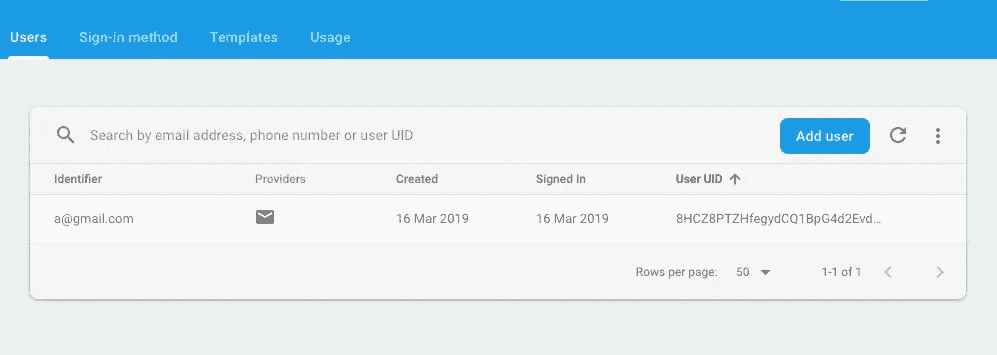 Users Sign-in method Templates Usage
Search by email address, phone number or user UID Add user
Identifier Providers Created Signed In User UID
a@gmail.com 16 Mar 2019 16 Mar 2019 8HCZ8PTZHfegydCQ1BpG4d2Evd...
Rows per page: 50 1-1 of 1